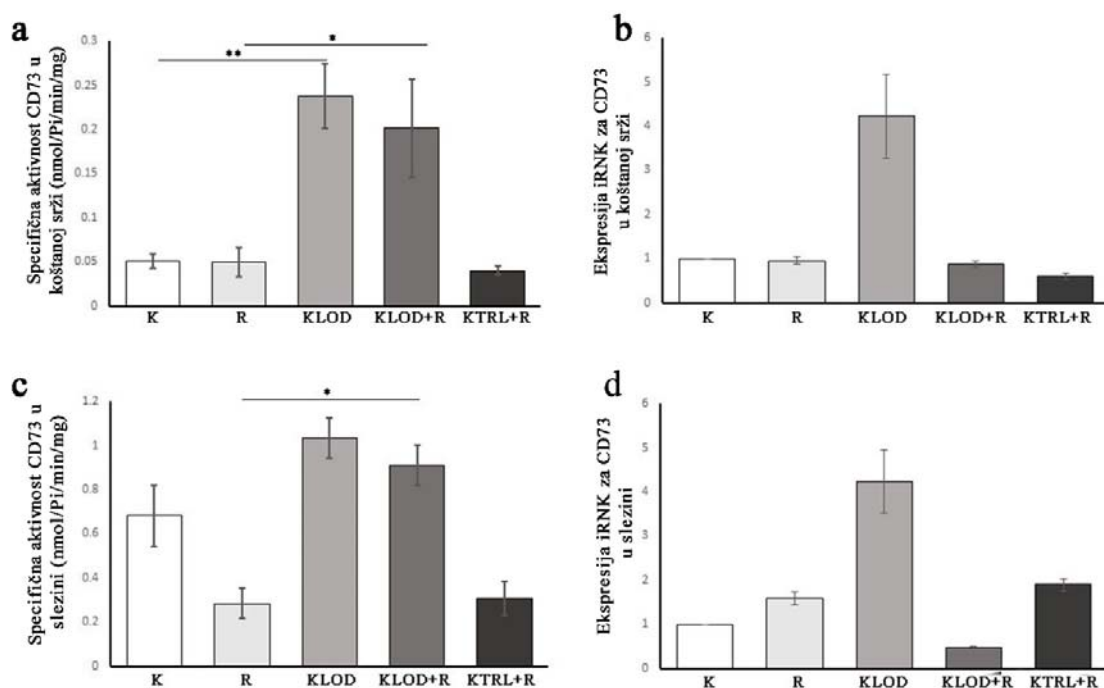 a
Specifična aktivnost CD73 u
koštanoj srži (nmol/Pi/min/mg)
0.3
0.25
0.2
0.15
0.1
0.05
0
**
*
K R KLOD KLOD+R KTRL+R
b
Ekspresija iRNK za CD73
u koštanoj srži
6
5
4
3
2
1
0
K R KLOD KLOD+R KTRL+R
c
Specifična aktivnost CD73 u
slezini (nmol/Pi/min/mg)
1.2
1
0.8
0.6
0.4
0.2
0
*
K R KLOD KLOD+R KTRL+R
d
Ekspresija iRNK za CD73
u slezini
6
5
4
3
2
1
0
K R KLOD KLOD+R KTRL+R